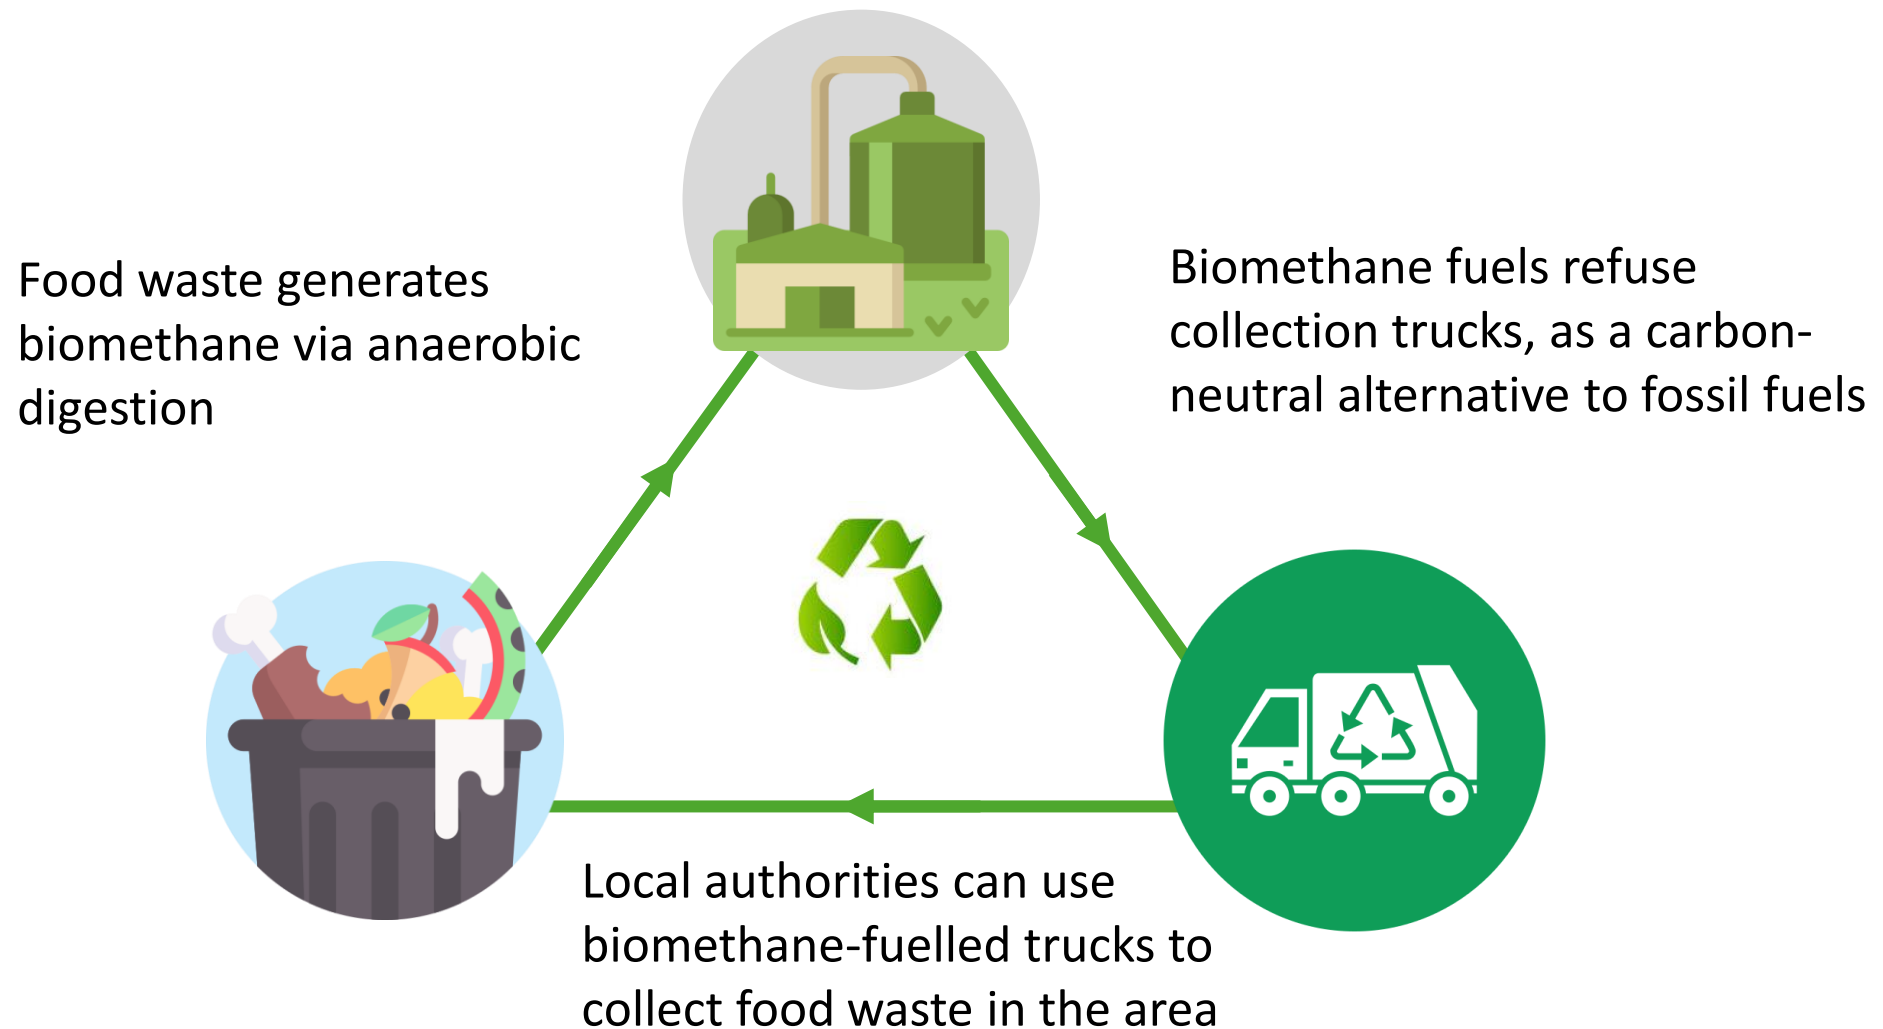 Food waste generates
biomethane via anaerobic
digestion
Biomethane fuels refuse
collection trucks, as a carbon-
neutral alternative to fossil fuels
Local authorities can use
biomethane-fuelled trucks to
collect food waste in the area